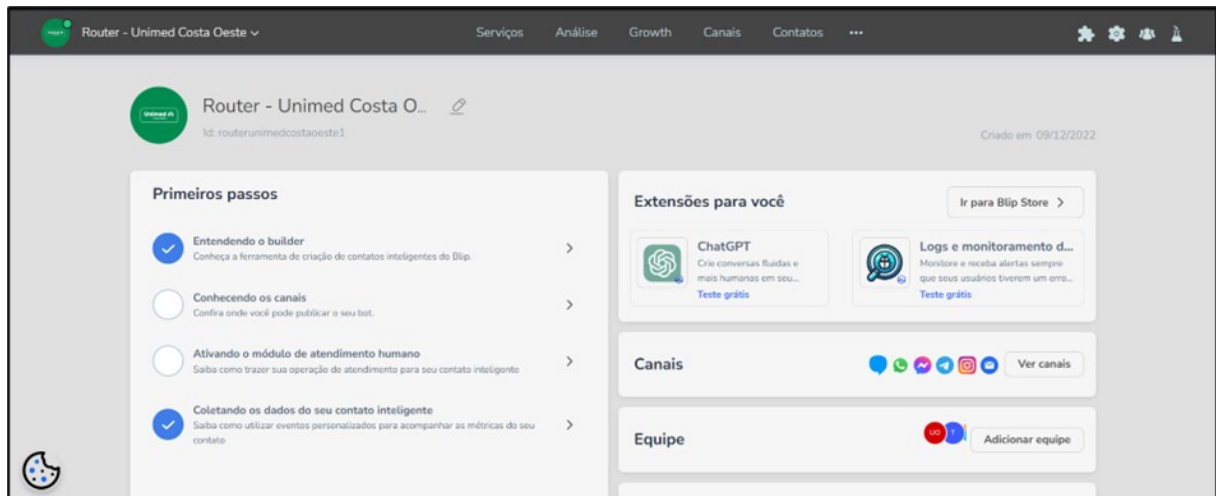 Router - Unimed Costa Oeste
Serviços
Análise
Growth
Canais
Contatos
Router - Unimed Costa O...
Id: routerunimedcostaoeste1
Criado em 09/12/2022
Primeiros passos
Entendendo o builder
Conheça a ferramenta de criação de contatos inteligentes do Blip.
Conhecendo os canais
Confira onde você pode publicar o seu bot.
Ativando o módulo de atendimento humano
Saiba como trazer sua operação de atendimento para seu contato inteligente
Coletando os dados do seu contato inteligente
Saiba como utilizar eventos personalizados para acompanhar as métricas do seu
contato
Extensões para você
Ir para Blip Store
ChatGPT
Crie conversas fluidas e
mais humanas em seu...
Teste grátis
Logs e monitoramento d...
Monitore e receba alertas sempre
que seus usuários tiverem um erro...
Teste grátis
Canais
Ver canais
Equipe
UO
T
Adicionar equipe